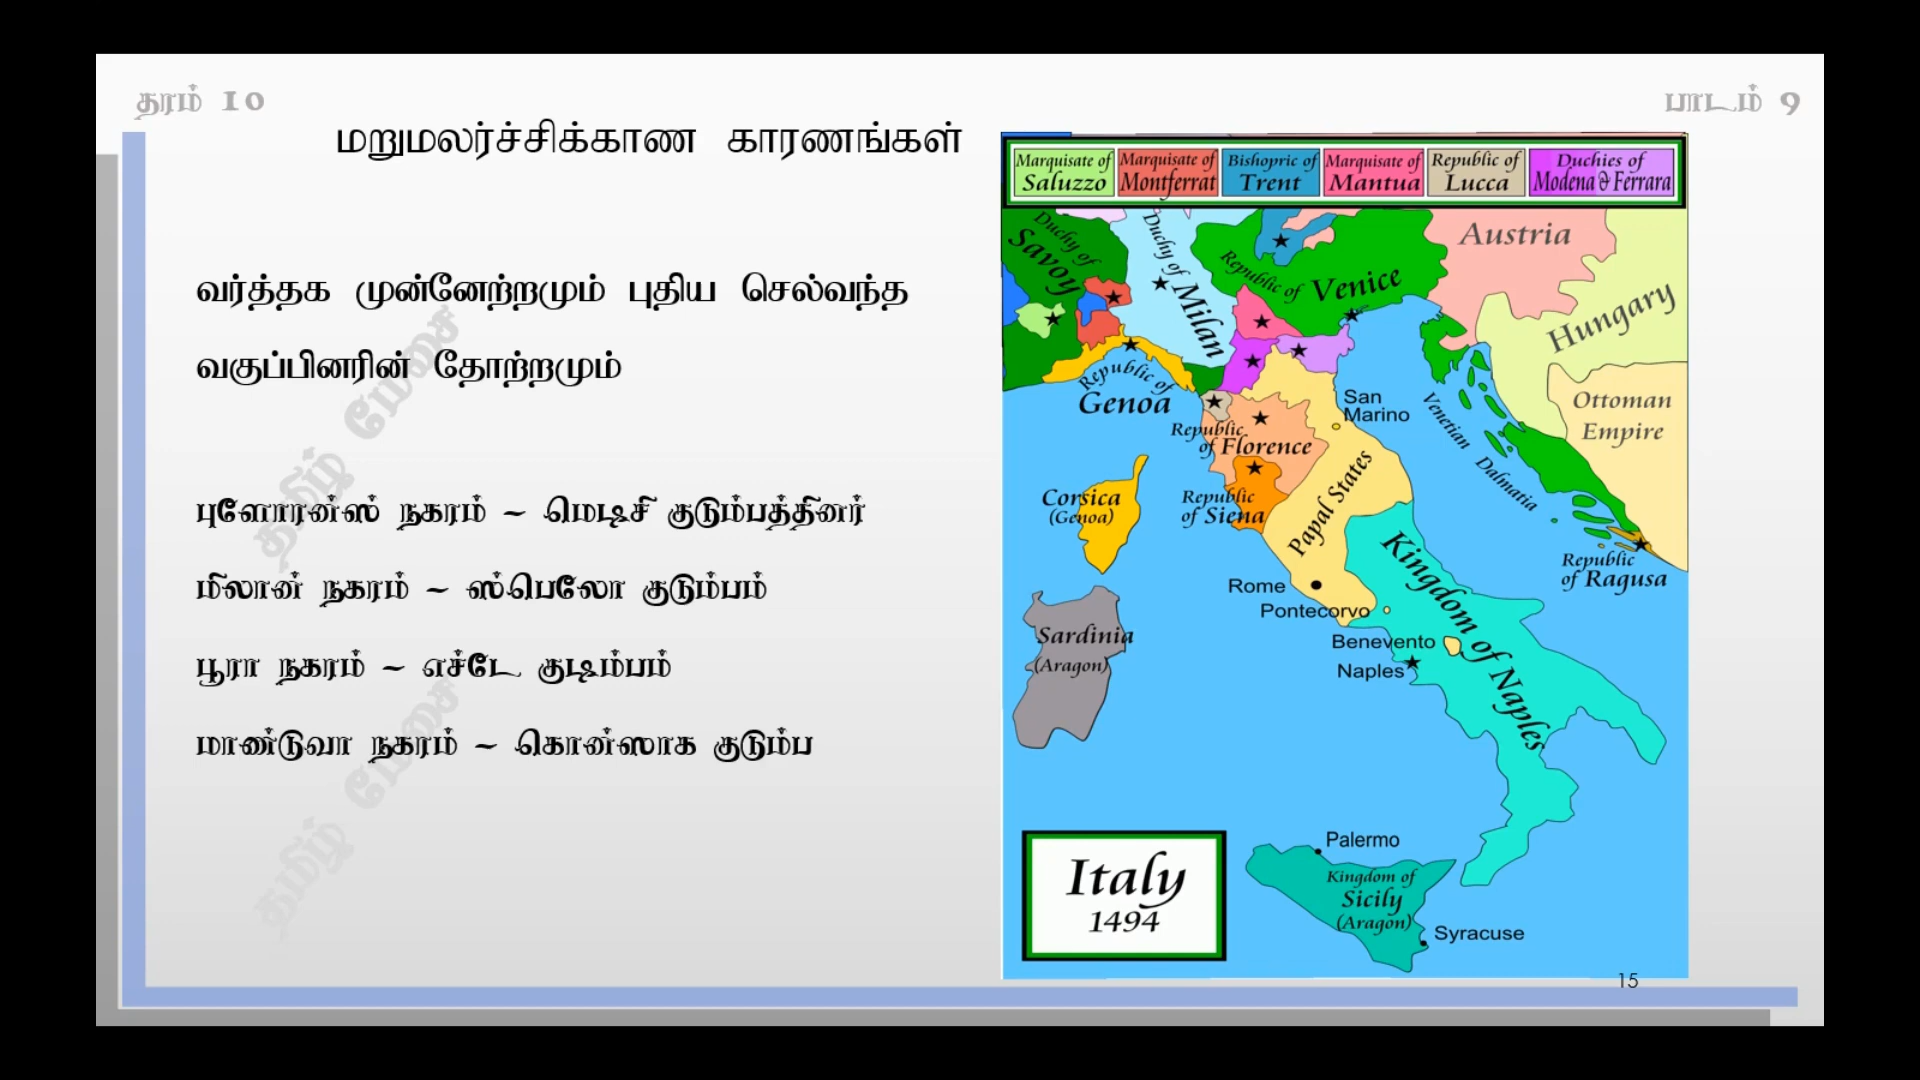 தரம் 10
பாடம் 9
மறுமலர்ச்சிக்காண காரணங்கள்
வர்த்தக முன்னேற்றமும் புதிய செல்வந்த
வகுப்பினரின் தோற்றமும்
புளோரன்ஸ் நகரம் – மெடிசி குடும்பத்தினர்
மிலான் நகரம் – ஸ்பெலோ குடும்பம்
பூரா நகரம் – எச்டே குடிம்பம்
மாண்டுவா நகரம் – கொன்ஸாக குடும்ப
தமிழ் மேசை
தமிழ் மேசை
Marquisate of Saluzzo
Marquisate of Montferrat
Bishopric of Trent
Marquisate of Mantua
Republic of Lucca
Duchies of Modena & Ferrara
Duchy of Savoy
Duchy of Milan
Republic of Venice
Austria
Hungary
Republic of Genoa
San Marino
Venetian Dalmatia
Ottoman Empire
Republic of Florence
Corsica
(Genoa)
Republic of Siena
Papal States
Kingdom of Naples
Republic of Ragusa
Rome
Pontecorvo
Sardinia
(Aragon)
Benevento
Naples
Italy
1494
Palermo
Kingdom of Sicily
(Aragon)
Syracuse
15